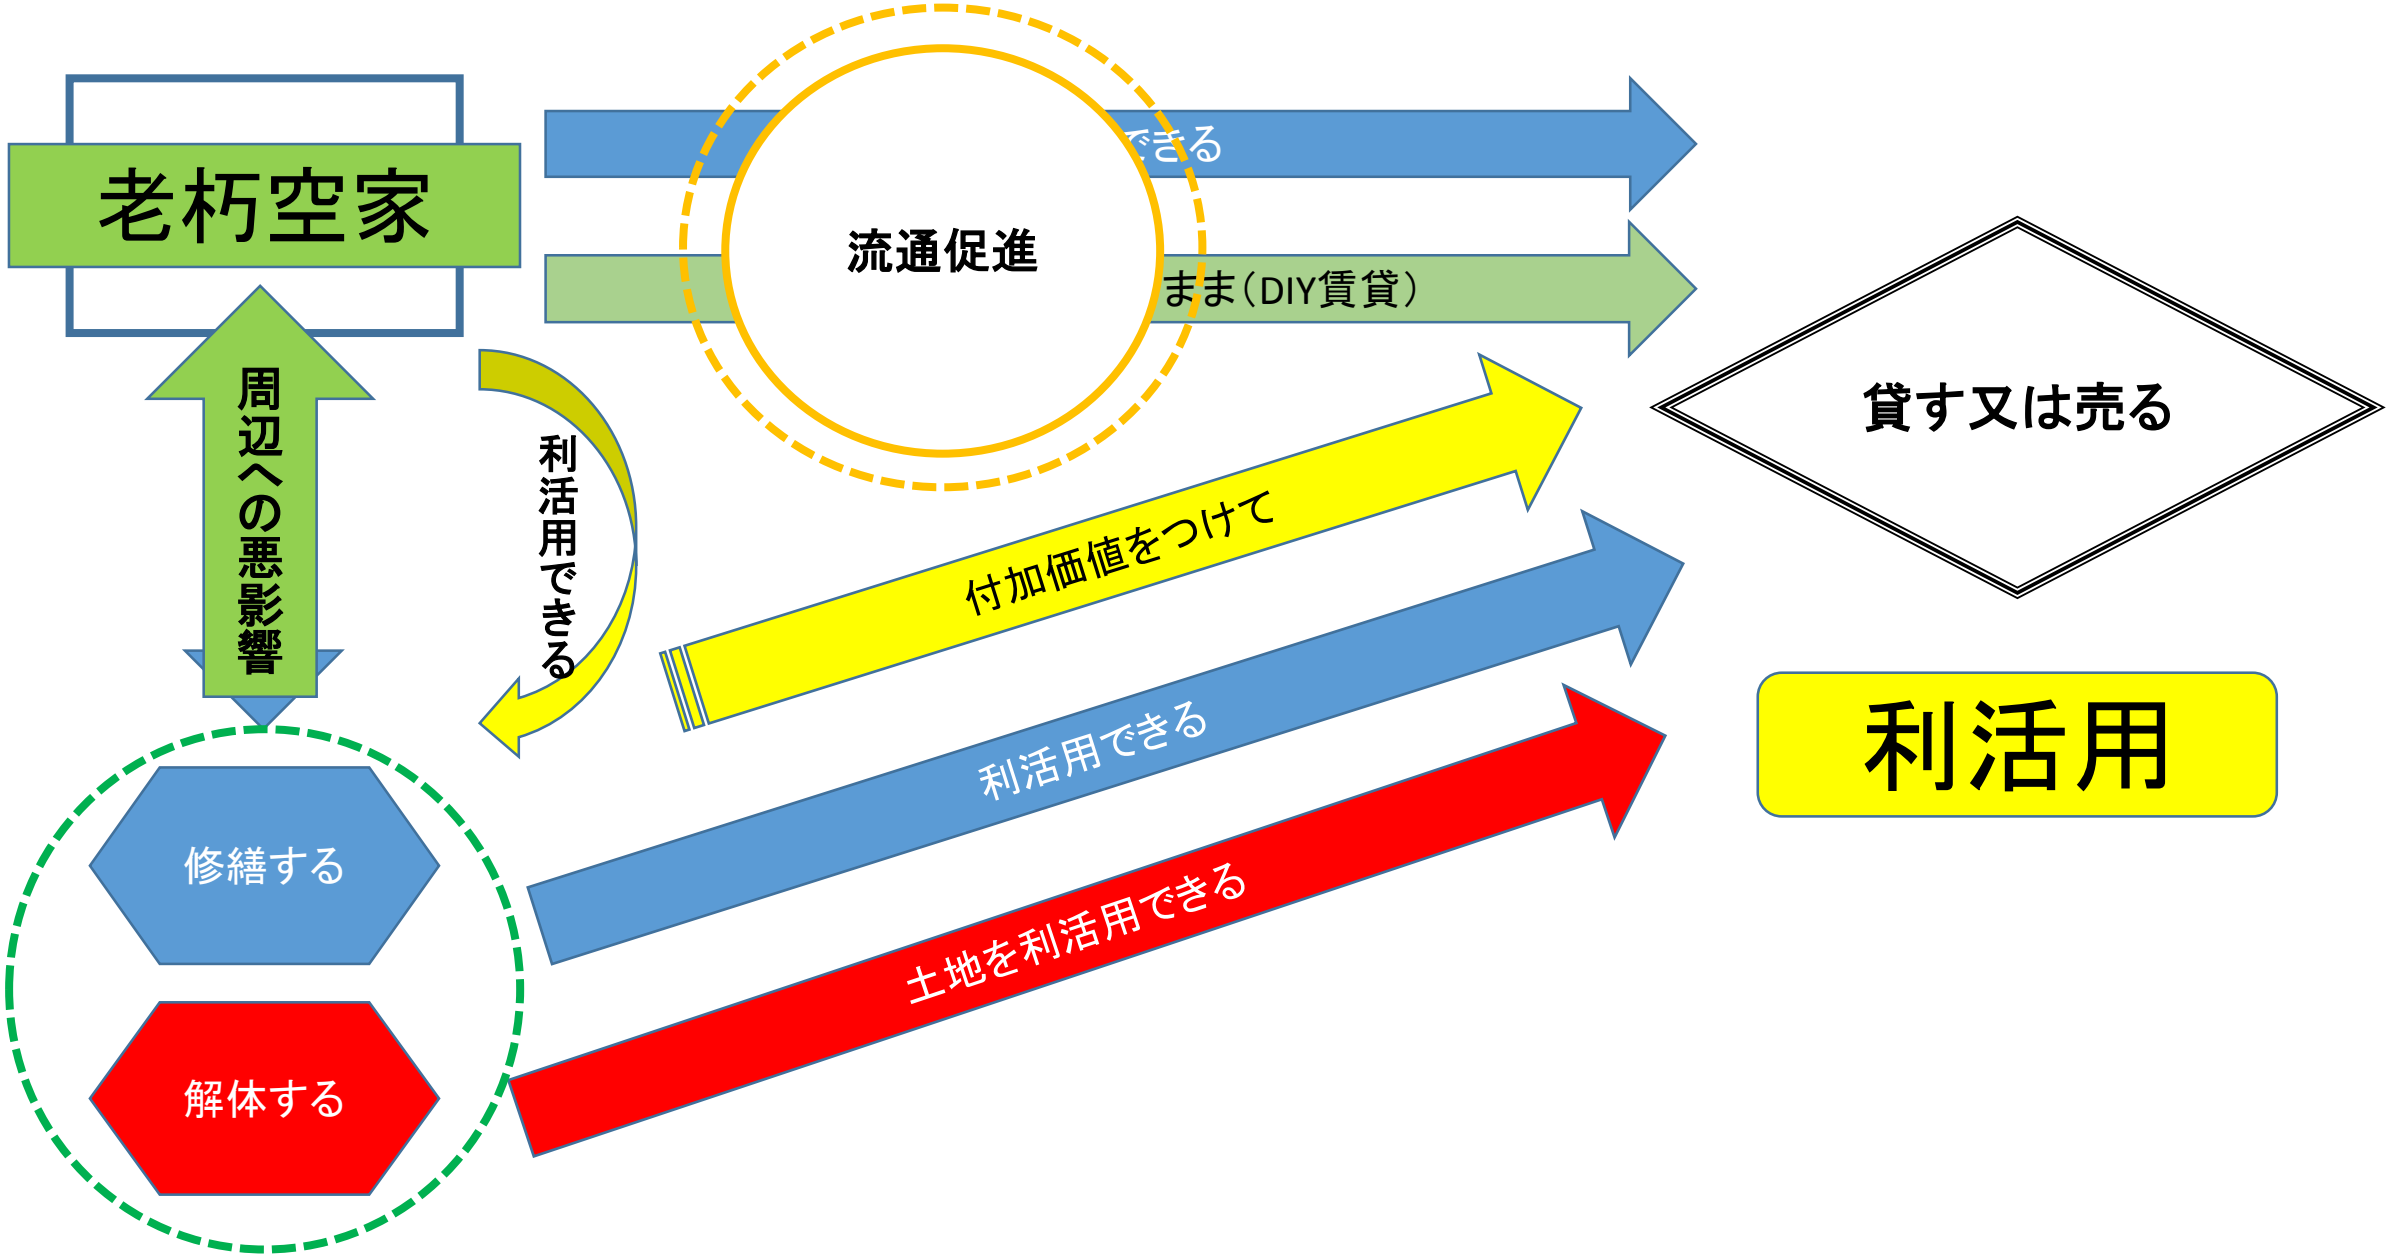 老朽空家
できる
流通促進
まま（DIY賃貸）
周辺への悪影響
利活用できる
貸す又は売る
付加価値をつけて
利活用できる
利活用
修繕する
土地を利活用できる
解体する